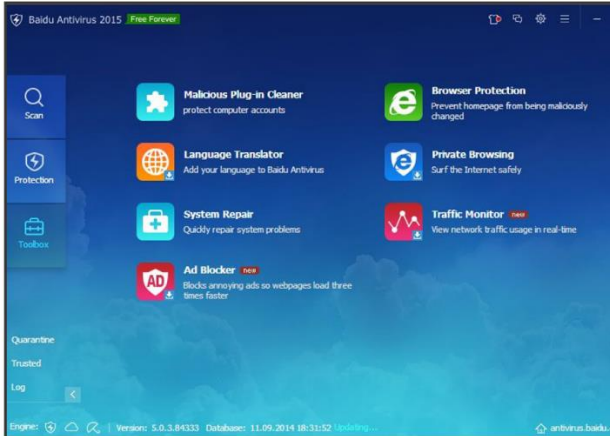 Baidu Antivirus 2015 Free Forever
Scan
Protection
Toolbox
Malicious Plug-in Cleaner
protect computer accounts
Browser Protection
Prevent homepage from being maliciously
changed
Language Translator
Add your language to Baidu Antivirus
Private Browsing
Surf the Internet safely
System Repair
Quickly repair system problems
Traffic Monitor new
View network traffic usage in real-time
AD
Ad Blocker new
Blocks annoying ads so webpages load three
times faster
Quarantine
Trusted
Log
Engine: Version: 5.0.3.84333 Database: 11.09.2014 18:31:52 Updating... antivirus.baidu.